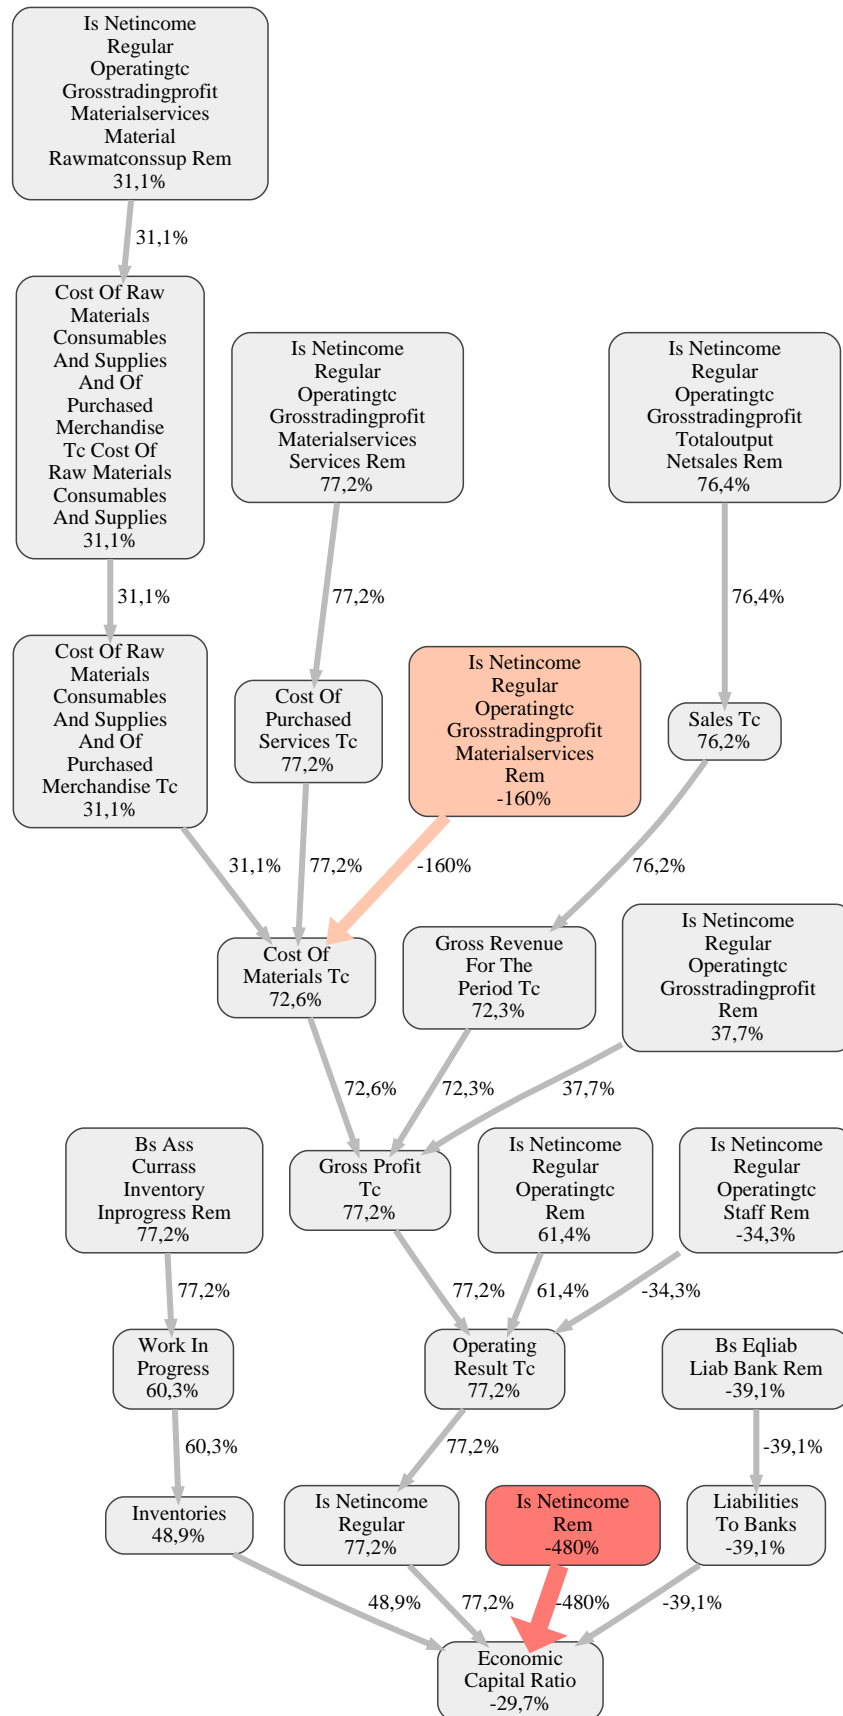 Is Netincome
Regular
Operatingtc
Grosstradingprofit
Materialservices
Material
Rawmatconssup Rem
31,1%
31,1%
Cost Of Raw
Materials
Consumables
And Supplies
And Of
Purchased
Merchandise
Tc Cost Of
Raw Materials
Consumables
And Supplies
31,1%
Is Netincome
Regular
Operatingtc
Grosstradingprofit
Materialservices
Services Rem
77,2%
Is Netincome
Regular
Operatingtc
Grosstradingprofit
Totaloutput
Netsales Rem
76,4%
31,1%
77,2%
76,4%
Cost Of Raw
Materials
Consumables
And Supplies
And Of
Purchased
Merchandise Tc
31,1%
Cost Of
Purchased
Services Tc
77,2%
Is Netincome
Regular
Operatingtc
Grosstradingprofit
Materialservices
Rem
-160%
Sales Tc
76,2%
31,1%
77,2%
-160%
76,2%
Cost Of
Materials Tc
72,6%
Gross Revenue
For The
Period Tc
72,3%
Is Netincome
Regular
Operatingtc
Grosstradingprofit
Rem
37,7%
72,6%
72,3%
37,7%
Bs Ass
Currass
Inventory
Inprogress Rem
77,2%
Gross Profit
Tc
77,2%
Is Netincome
Regular
Operatingtc
Rem
61,4%
Is Netincome
Regular
Operatingtc
Staff Rem
-34,3%
77,2%
77,2%
61,4%
-34,3%
Work In
Progress
60,3%
Operating
Result Tc
77,2%
Bs Eqliab
Liab Bank Rem
-39,1%
60,3%
77,2%
-39,1%
Inventories
48,9%
Is Netincome
Regular
77,2%
Is Netincome
Rem
-480%
Liabilities
To Banks
-39,1%
48,9%
77,2%
-480%
-39,1%
Economic
Capital Ratio
-29,7%